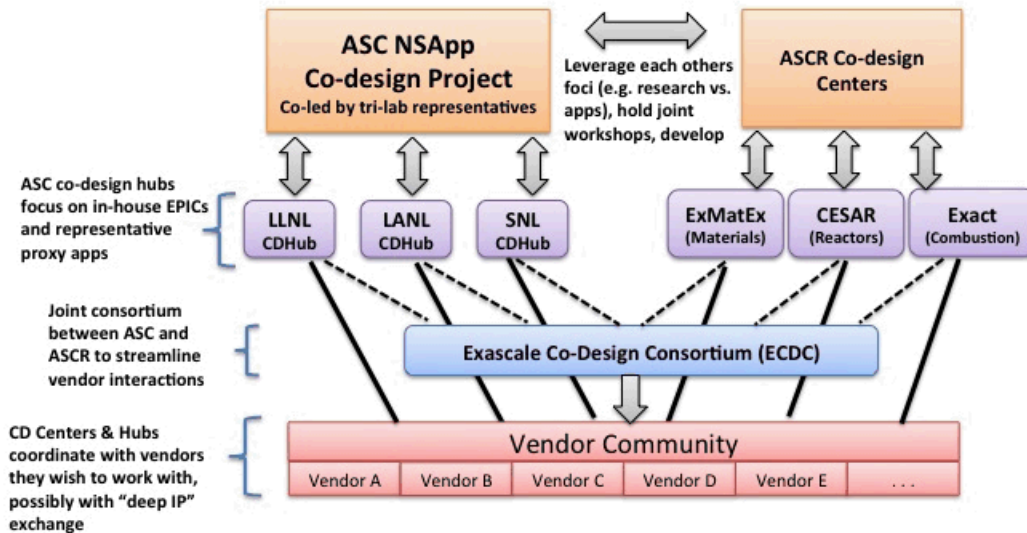 ASC NSApp
Co-design Project
Co-led by tri-lab representatives
Leverage each others
foci (e.g. research vs.
apps), hold joint
workshops, develop
ASCR Co-design
Centers
ASC co-design hubs
focus on in-house EPICs
and representative
proxy apps
LLNL
CDHub
LANL
CDHub
SNL
CDHub
ExMatEx
(Materials)
CESAR
(Reactors)
Exact
(Combustion)
Joint consortium
between ASC and
ASCR to streamline
vendor interactions
Exascale Co-Design Consortium (ECDC)
CD Centers & Hubs
coordinate with vendors
they wish to work with,
possibly with “deep IP”
exchange
Vendor Community
Vendor A
Vendor B
Vendor C
Vendor D
Vendor E
. . .